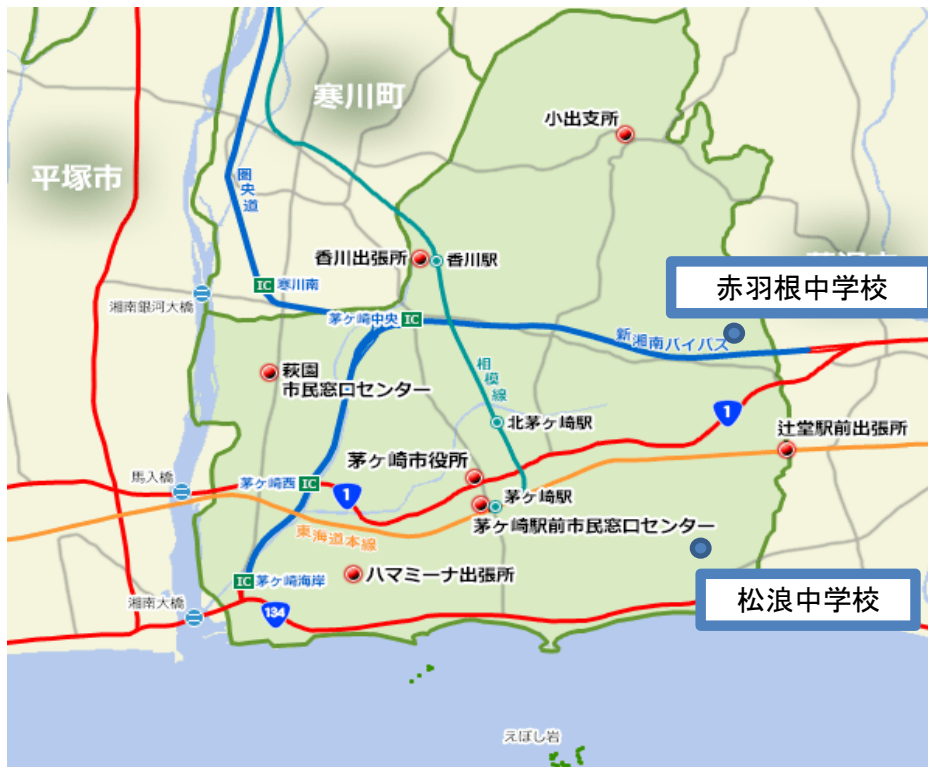 寒川町
小出支所
平塚市
圏央道
香川出張所
香川駅
IC 寒川南
赤羽根中学校
湘南銀河大橋
茅ヶ崎中央 IC
新湘南バイパス
萩園
市民窓口センター
相模線
1
北茅ヶ崎駅
辻堂駅前出張所
茅ヶ崎市役所
馬入橋
茅ヶ崎西 IC
1
茅ヶ崎駅
茅ヶ崎駅前市民窓口センター
東海道本線
ハマミーナ出張所
IC 茅ヶ崎海岸
松浪中学校
湘南大橋
134
えぼし岩